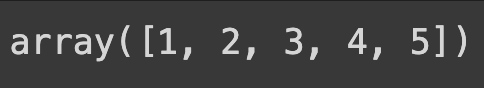 array([1, 2, 3, 4, 5])